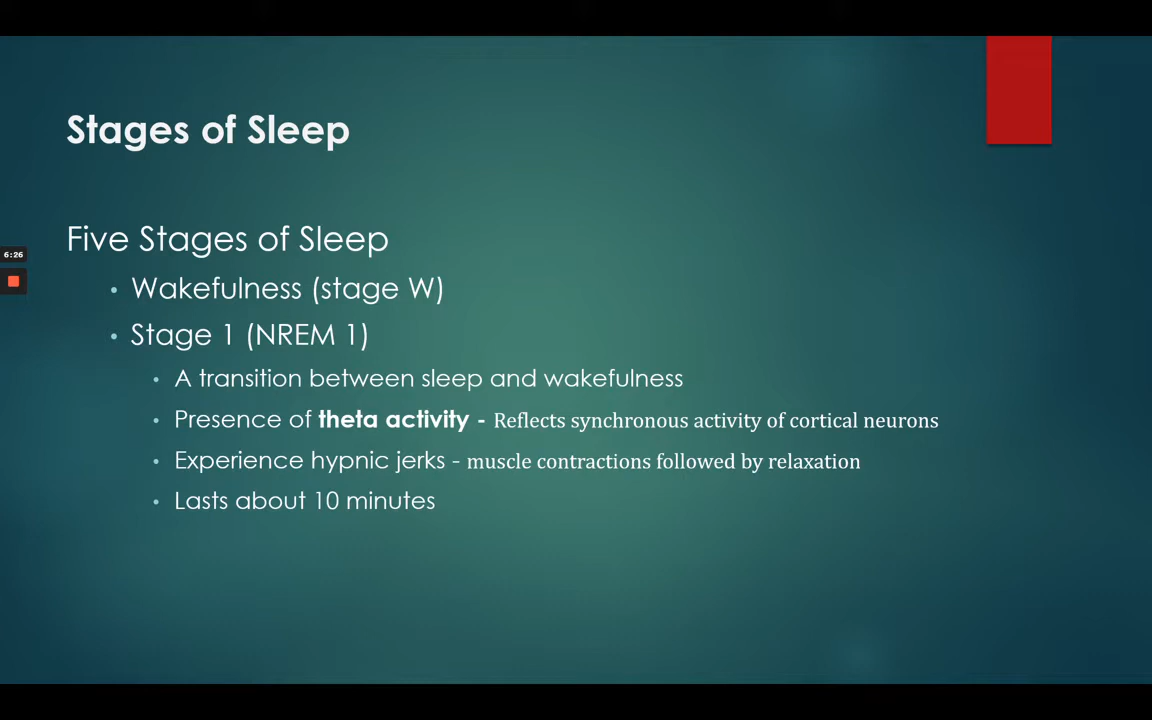 Stages of Sleep
Five Stages of Sleep
6:26
• Wakefulness (stage W)
• Stage 1 (NREM 1)
• A transition between sleep and wakefulness
• Presence of theta activity - Reflects synchronous activity of cortical neurons
• Experience hypnic jerks - muscle contractions followed by relaxation
• Lasts about 10 minutes